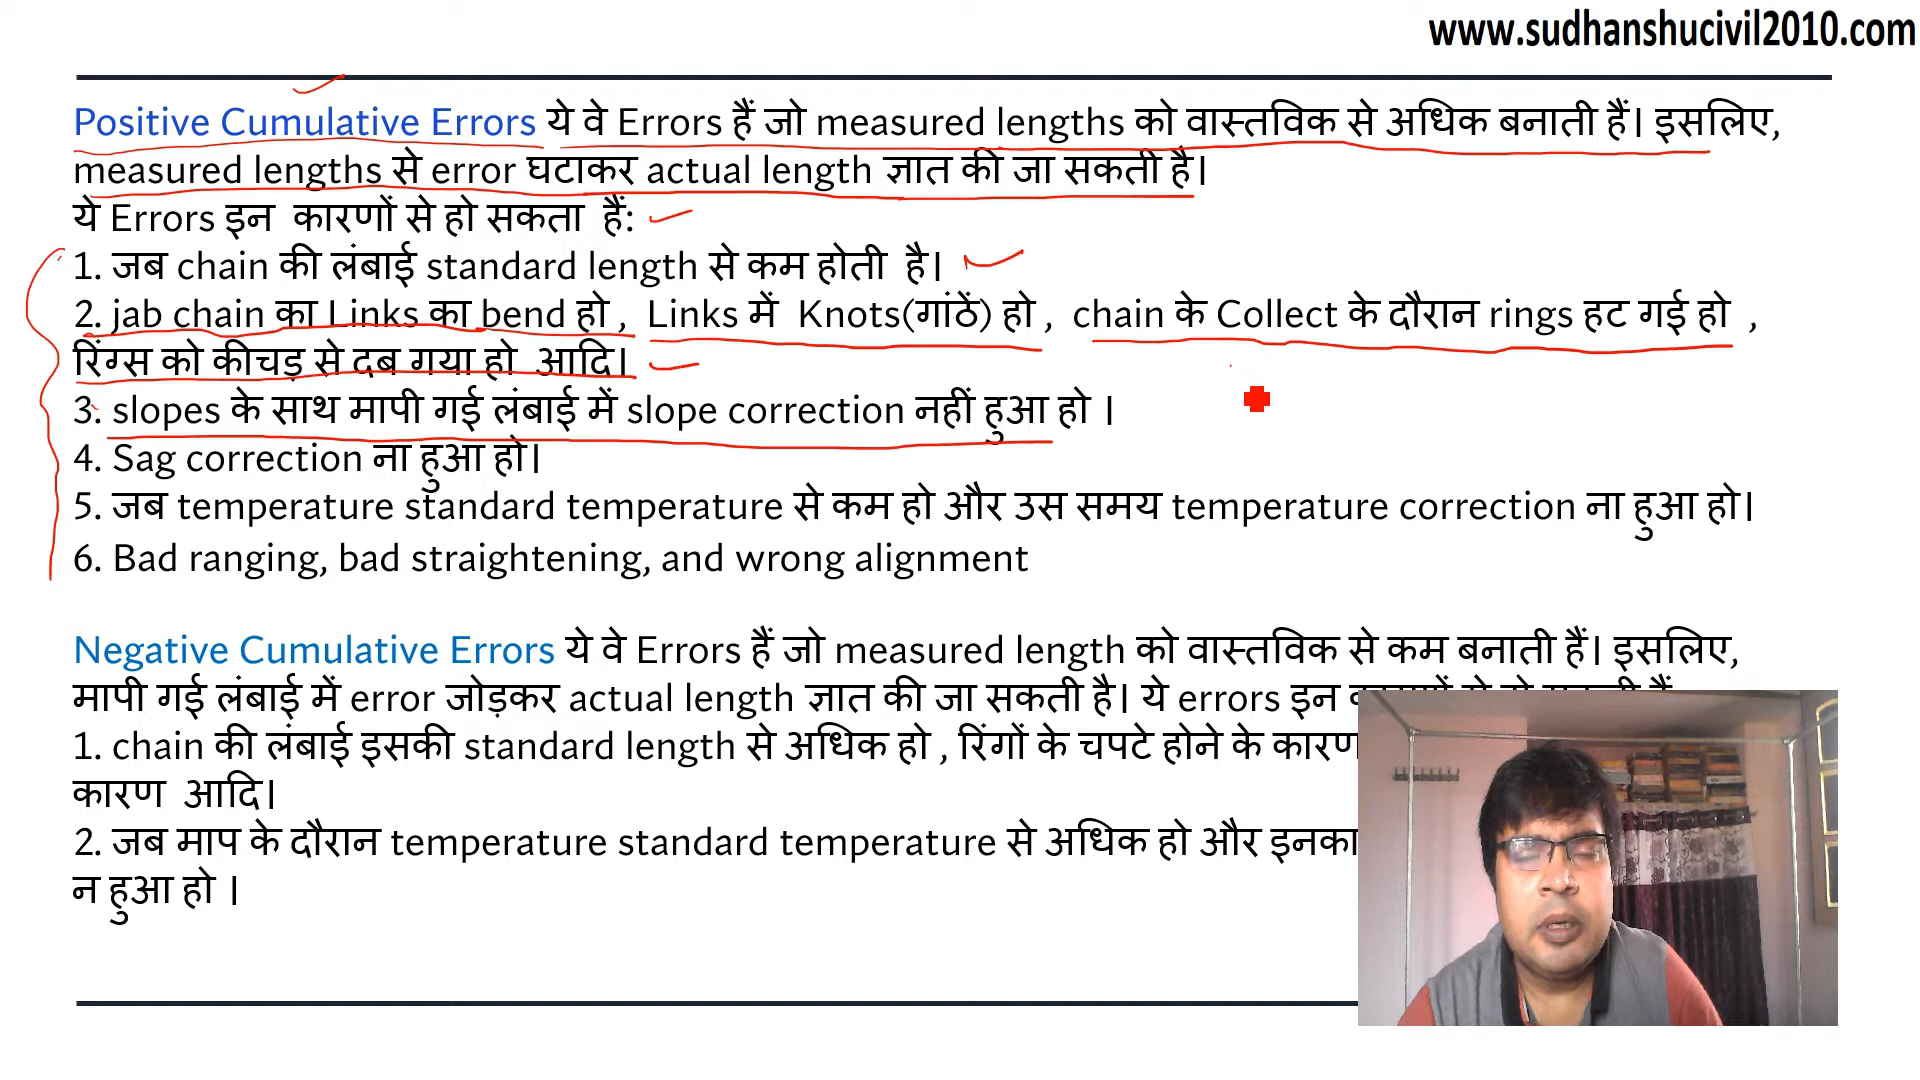 www.sudhanshucivil2010.com
Positive Cumulative Errors ये वे Errors हैं जो measured lengths को वास्तविक से अधिक बनाती हैं। इसलिए,
measured lengths से error घटाकर actual length ज्ञात की जा सकती है।
ये Errors इन कारणों से हो सकता हैं:
1. जब chain की लंबाई standard length से कम होती है।
2. jab chain का Links का bend हो , Links में Knots(गांठें) हो , chain के Collect के दौरान rings हट गई हो ,
रिंग्स को कीचड़ से दब गया हो आदि।
3. slopes के साथ मापी गई लंबाई में slope correction नहीं हुआ हो ।
4. Sag correction ना हुआ हो।
5. जब temperature standard temperature से कम हो और उस समय temperature correction ना हुआ हो।
6. Bad ranging, bad straightening, and wrong alignment
Negative Cumulative Errors ये वे Errors हैं जो measured length को वास्तविक से कम बनाती हैं। इसलिए,
मापी गई लंबाई में error जोड़कर actual length ज्ञात की जा सकती है। ये errors इन
1. chain की लंबाई इसकी standard length से अधिक हो , रिंगों के चपटे होने के कारण
कारण आदि।
2. जब माप के दौरान temperature standard temperature से अधिक हो और इनका
न हुआ हो ।